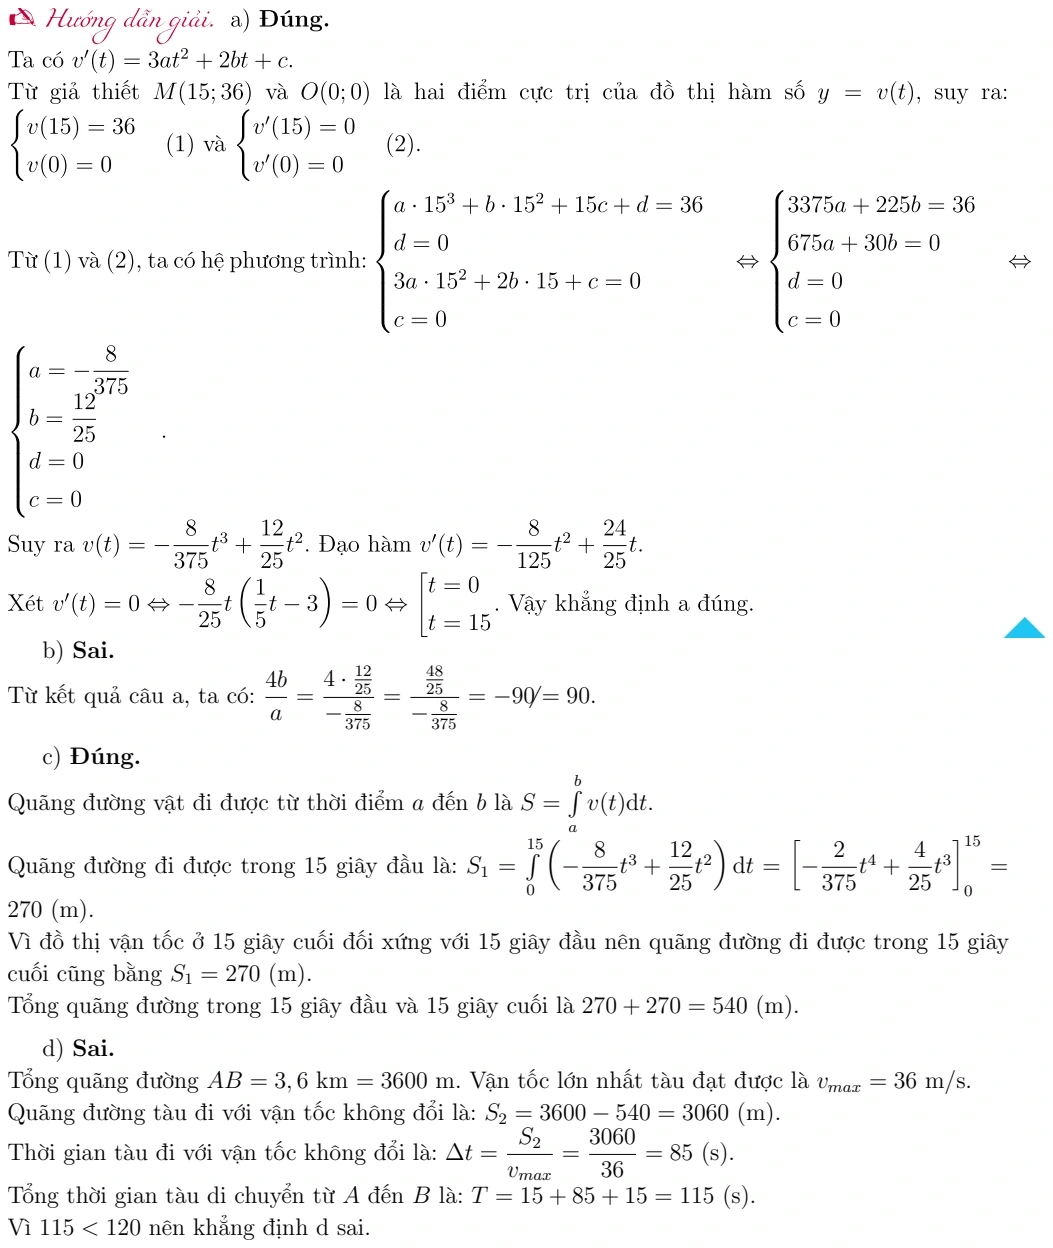 Hướng dẫn giải. a) Đúng.
Ta có v′(t) = 3at² + 2bt + c.
Từ giả thiết M(15; 36) và O(0; 0) là hai điểm cực trị của đồ thị hàm số y = v(t), suy ra:
{v(15) = 36; v(0) = 0 (1) và {v′(15) = 0; v′(0) = 0 (2).
Từ (1) và (2), ta có hệ phương trình: {a · 15³ + b · 15² + 15c + d = 36; d = 0; 3a · 15² + 2b · 15 + c = 0; c = 0 ⇔ {3375a + 225b = 36; 675a + 30b = 0; d = 0; c = 0 ⇔
{a = −8/375; b = 12/25; d = 0; c = 0 .
Suy ra v(t) = −8/375 t³ + 12/25 t². Đạo hàm v′(t) = −8/125 t² + 24/25 t.
Xét v′(t) = 0 ⇔ −8/25 t (1/5 t − 3) = 0 ⇔ [t = 0; t = 15 . Vậy khẳng định a đúng.
b) Sai.
Từ kết quả câu a, ta có: 4b/a = (4 · 12/25)/(−8/375) = (48/25)/(−8/375) = −90 ≠ 90.
c) Đúng.
Quãng đường vật đi được từ thời điểm a đến b là S = ∫ₐᵇ v(t)dt.
Quãng đường đi được trong 15 giây đầu là: S₁ = ∫₀¹⁵ (−8/375 t³ + 12/25 t²) dt = [−2/375 t⁴ + 4/25 t³]₀¹⁵ =
270 (m).
Vì đồ thị vận tốc ở 15 giây cuối đối xứng với 15 giây đầu nên quãng đường đi được trong 15 giây
cuối cũng bằng S₁ = 270 (m).
Tổng quãng đường trong 15 giây đầu và 15 giây cuối là 270 + 270 = 540 (m).
d) Sai.
Tổng quãng đường AB = 3, 6 km = 3600 m. Vận tốc lớn nhất tàu đạt được là vₘₐₓ = 36 m/s.
Quãng đường tàu đi với vận tốc không đổi là: S₂ = 3600 − 540 = 3060 (m).
Thời gian tàu đi với vận tốc không đổi là: Δt = S₂/vₘₐₓ = 3060/36 = 85 (s).
Tổng thời gian tàu di chuyển từ A đến B là: T = 15 + 85 + 15 = 115 (s).
Vì 115 < 120 nên khẳng định d sai.